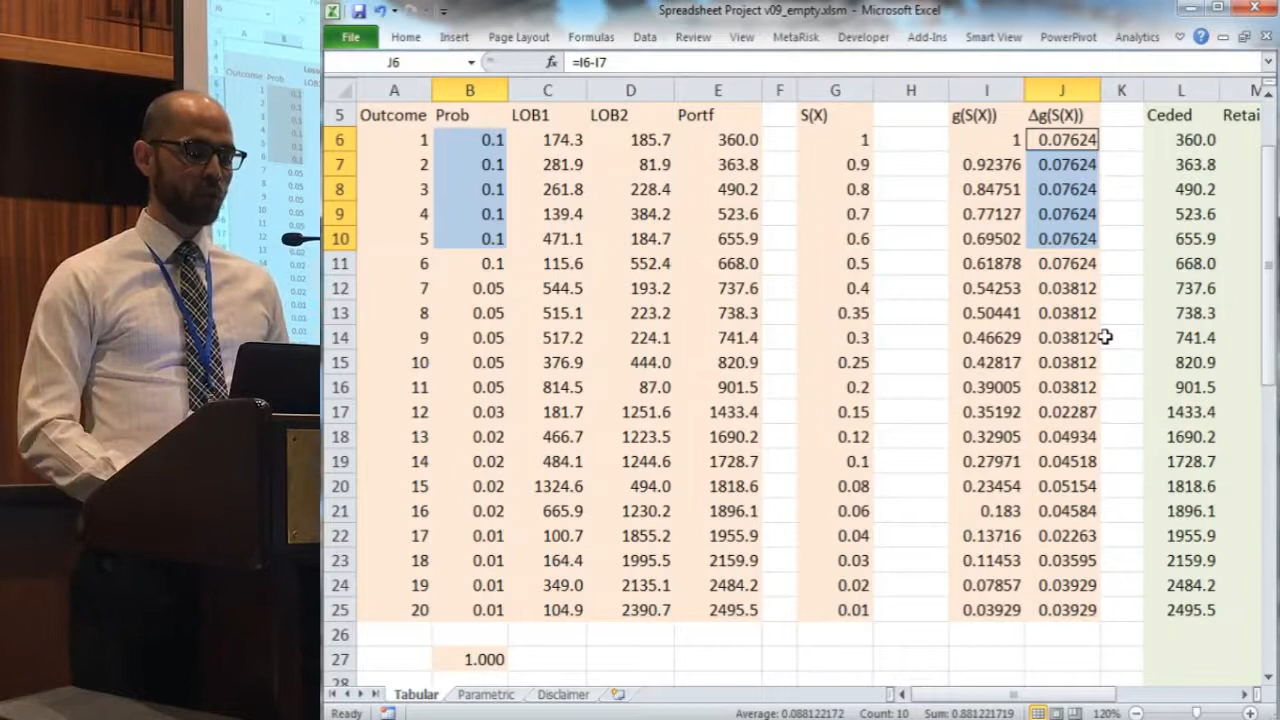 Spreadsheet Project v09_empty.xlsm - Microsoft Excel
File Home Insert Page Layout Formulas Data Review View MetaRisk Developer Add-Ins Smart View PowerPivot Analytics
J6 fx =I6-I7
A B C D E F G H I J K L M
5 Outcome Prob LOB1 LOB2 Portf S(X) g(S(X)) Δg(S(X)) Ceded Retai
6 1 0.1 174.3 185.7 360.0 1 1 0.07624 360.0
7 2 0.1 281.9 81.9 363.8 0.9 0.92376 0.07624 363.8
8 3 0.1 261.8 228.4 490.2 0.8 0.84751 0.07624 490.2
9 4 0.1 139.4 384.2 523.6 0.7 0.77127 0.07624 523.6
10 5 0.1 471.1 184.7 655.9 0.6 0.69502 0.07624 655.9
11 6 0.1 115.6 552.4 668.0 0.5 0.61878 0.07624 668.0
12 7 0.05 544.5 193.2 737.6 0.4 0.54253 0.03812 737.6
13 8 0.05 515.1 223.2 738.3 0.35 0.50441 0.03812 738.3
14 9 0.05 517.2 224.1 741.4 0.3 0.46629 0.03812 741.4
15 10 0.05 376.9 444.0 820.9 0.25 0.42817 0.03812 820.9
16 11 0.05 814.5 87.0 901.5 0.2 0.39005 0.03812 901.5
17 12 0.03 181.7 1251.6 1433.4 0.15 0.35192 0.02287 1433.4
18 13 0.02 466.7 1223.5 1690.2 0.12 0.32905 0.04934 1690.2
19 14 0.02 484.1 1244.6 1728.7 0.1 0.27971 0.04518 1728.7
20 15 0.02 1324.6 494.0 1818.6 0.08 0.23454 0.05154 1818.6
21 16 0.02 665.9 1230.2 1896.1 0.06 0.183 0.04584 1896.1
22 17 0.01 100.7 1855.2 1955.9 0.04 0.13716 0.02263 1955.9
23 18 0.01 164.4 1995.5 2159.9 0.03 0.11453 0.03595 2159.9
24 19 0.01 349.0 2135.1 2484.2 0.02 0.07857 0.03929 2484.2
25 20 0.01 104.9 2390.7 2495.5 0.01 0.03929 0.03929 2495.5
26
27 1.000
28
Tabular Parametric Disclaimer
Ready Average: 0.088122172 Count: 10 Sum: 0.881221719 120%